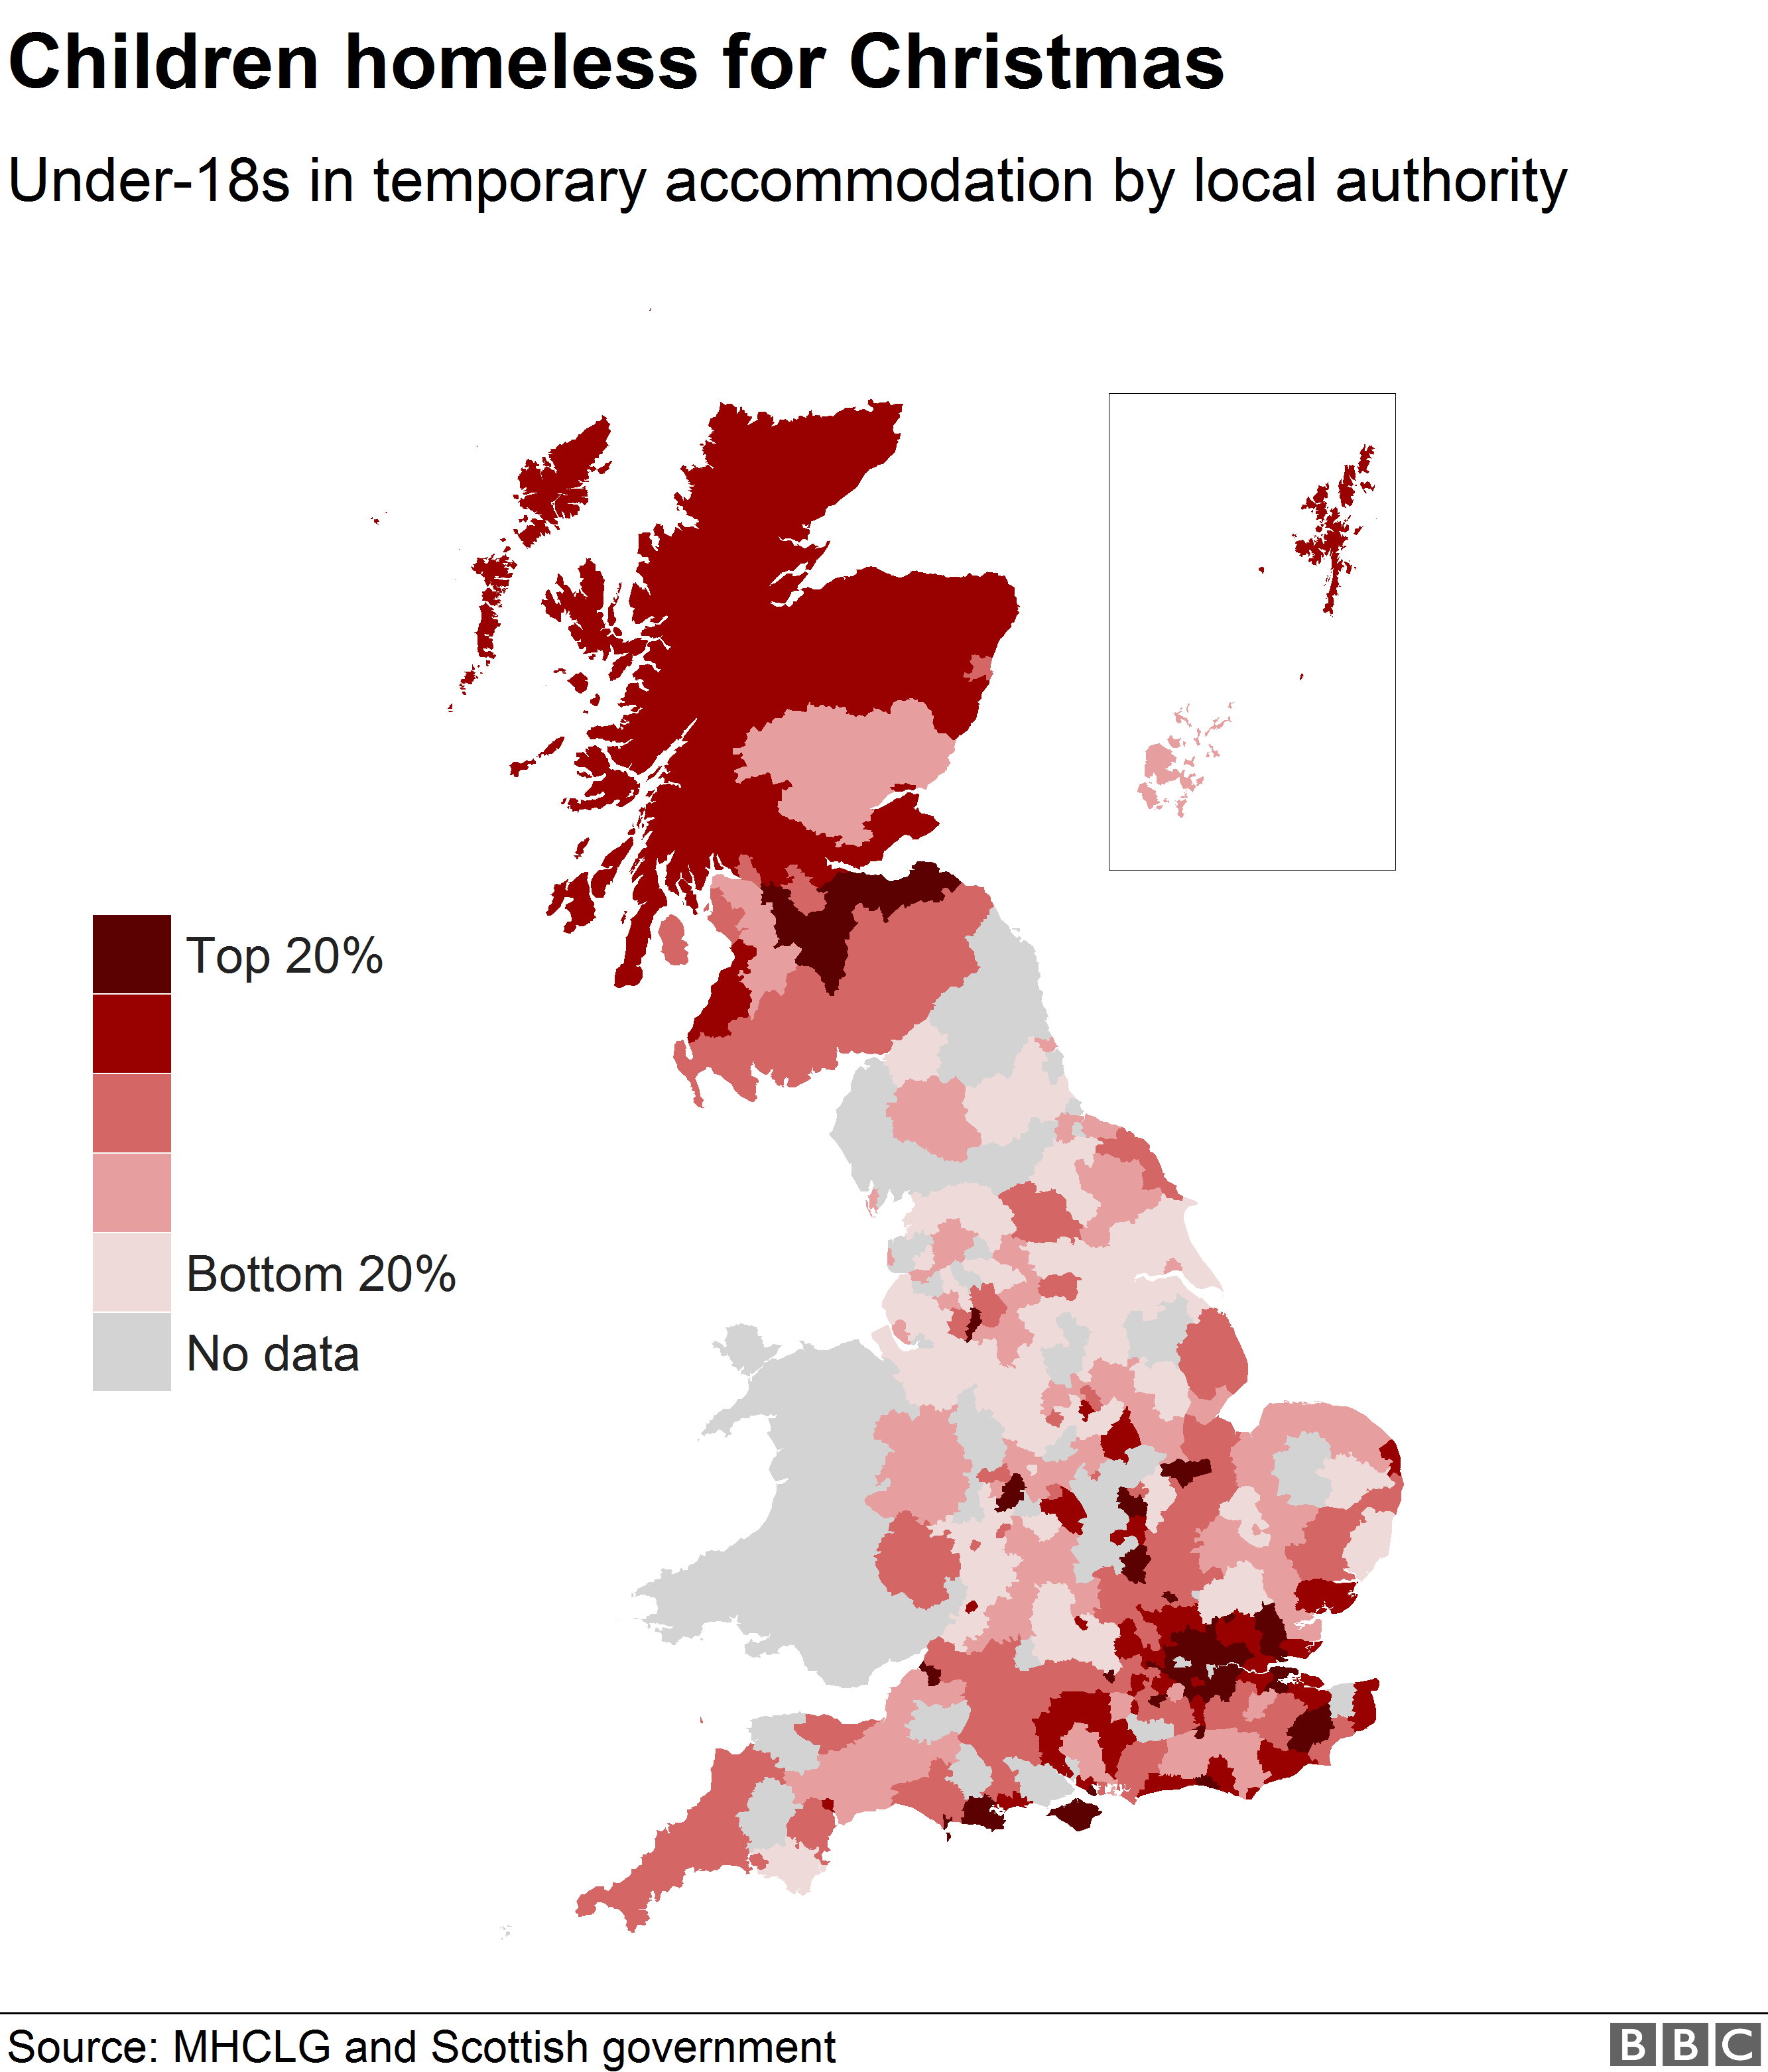 Children homeless for Christmas
Under-18s in temporary accommodation by local authority
Top 20%
Bottom 20%
No data
Source: MHCLG and Scottish government
BBC